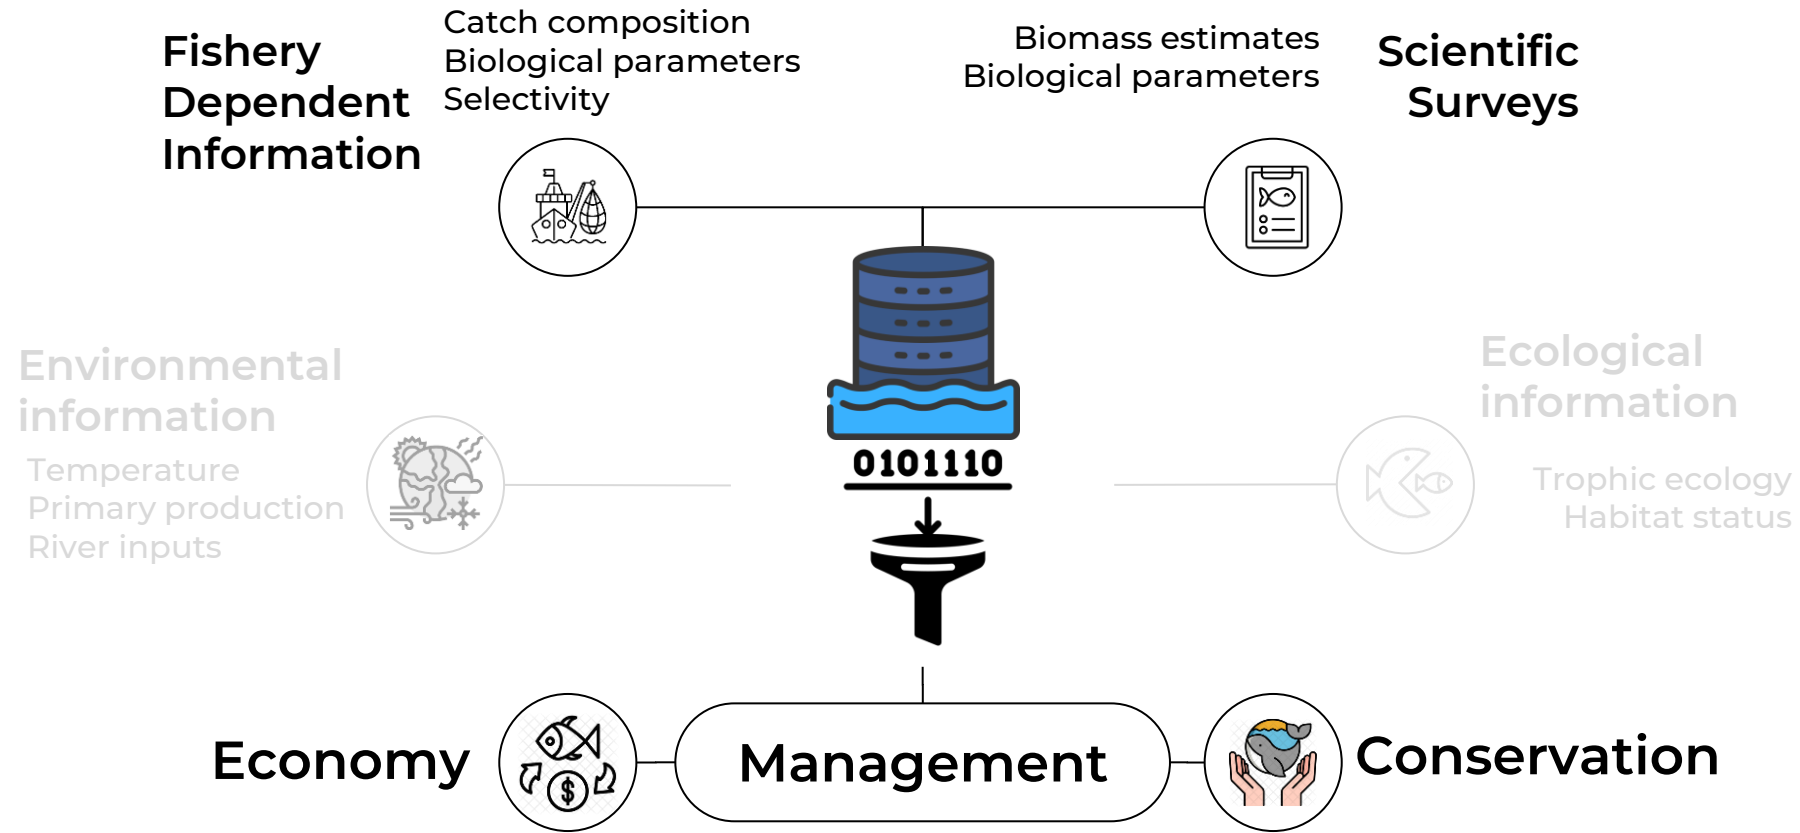 Fishery
Dependent
Information
Catch composition
Biological parameters
Selectivity
Biomass estimates
Biological parameters
Scientific
Surveys
Environmental
information
Temperature
Primary production
River inputs
Ecological
information
Trophic ecology
Habitat status
0101110
Economy
$
Management
Conservation